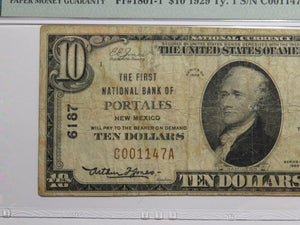 PAPER MONEY GUARANTY Fr#1801-1 $10 1929 Ty. 1 S/N C001147
NATIONAL CURRENCY
THE UNITED STATES OF AMERICA
10
1
THE FIRST
NATIONAL BANK OF
PORTALES
NEW MEXICO
WILL PAY TO THE BEARER ON DEMAND
TEN DOLLARS
6187
C001147A
10 TEN DOLLARS